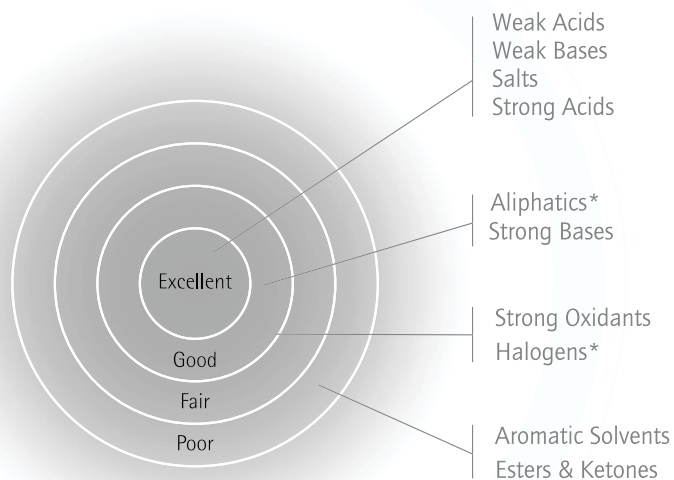 Weak Acids
Weak Bases
Salts
Strong Acids
Aliphatics*
Strong Bases
Excellent
Strong Oxidants
Halogens*
Good
Fair
Poor
Aromatic Solvents
Esters & Ketones